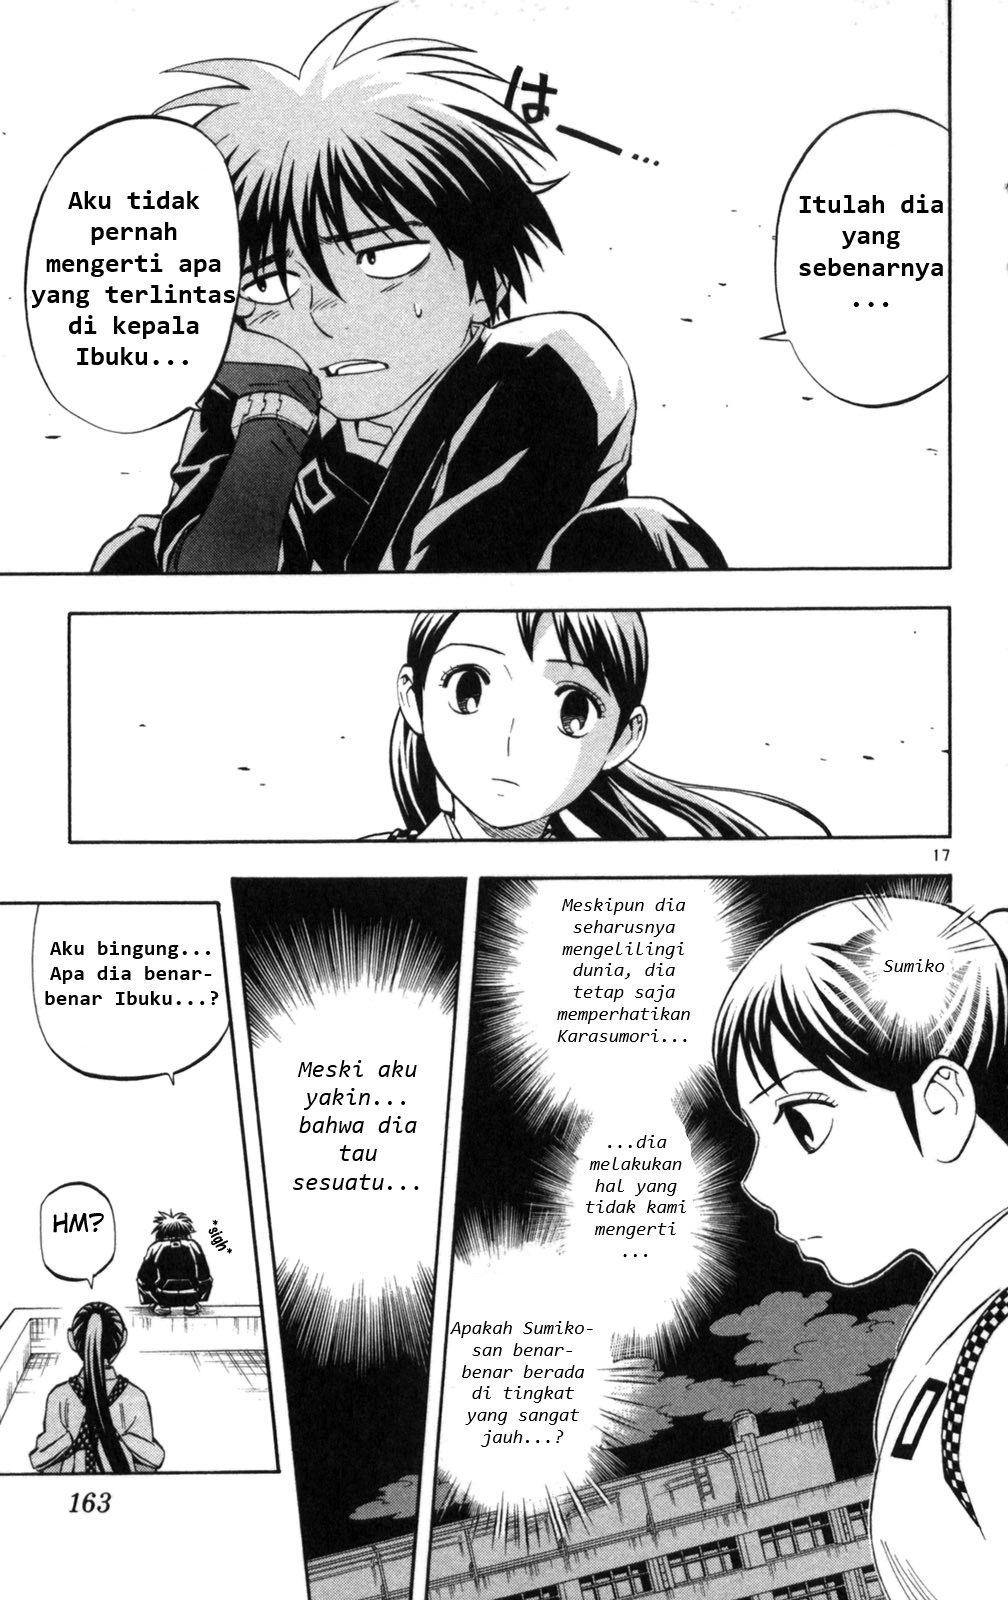 は
ー
...
Itulah dia
yang
sebenarnya
...
Aku tidak
pernah
mengerti apa
yang terlintas
di kepala
Ibuku...
17
Sumiko
Meskipun dia
seharusnya
mengelilingi
dunia, dia
tetap saja
memperhatikan
Karasumori...
...dia
melakukan
hal yang
tidak kami
mengerti
...
Apakah Sumiko-
san benar-
benar berada
di tingkat
yang sangat
jauh...?
Meski aku
yakin...
bahwa dia
tau
sesuatu...
Aku bingung...
Apa dia benar-
benar Ibuku...?
*sigh*
HM?
163